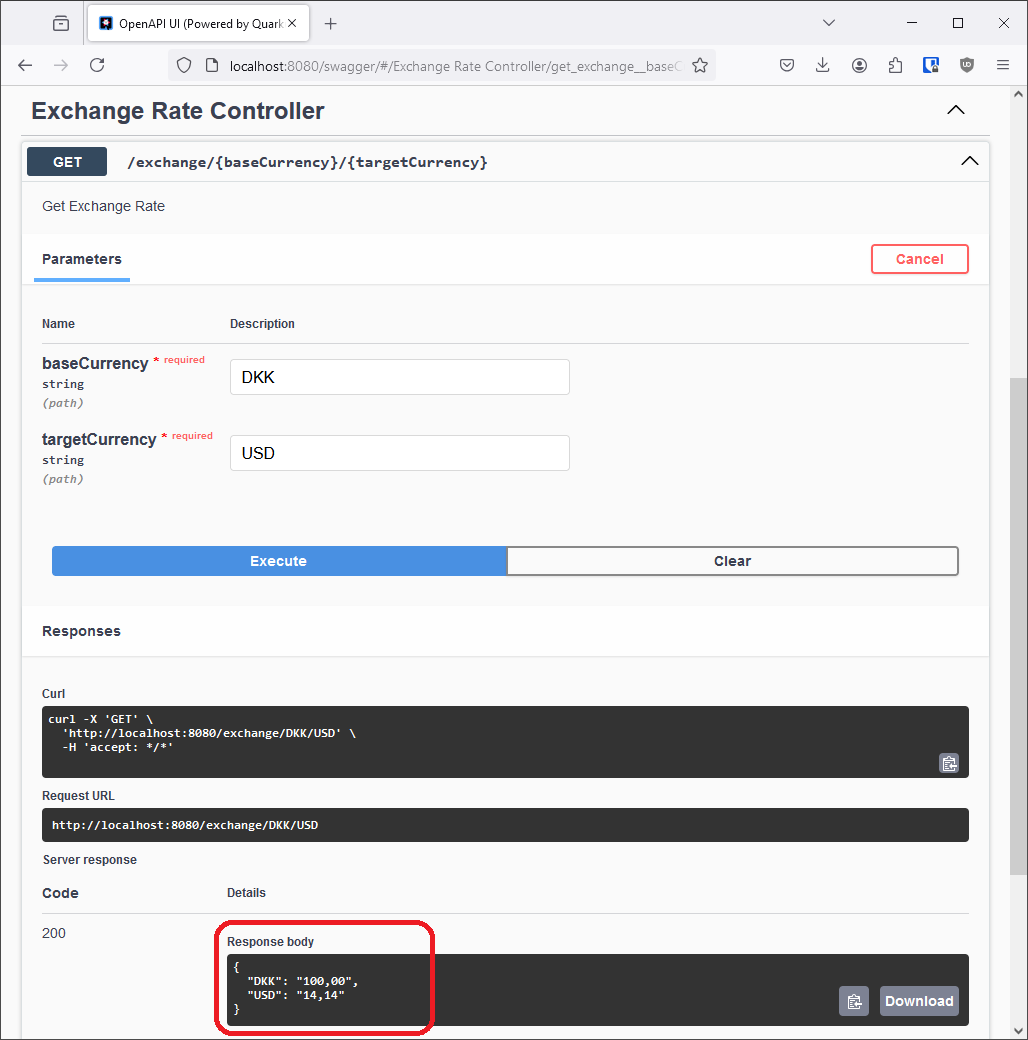 OpenAPI UI (Powered by Quark
localhost:8080/swagger/#/Exchange Rate Controller/get_exchange__baseC
Exchange Rate Controller
GET /exchange/{baseCurrency}/{targetCurrency}
Get Exchange Rate
Parameters Cancel
Name Description
baseCurrency * required
string
(path)
DKK
targetCurrency * required
string
(path)
USD
Execute Clear
Responses
Curl
curl -X 'GET' \
'http://localhost:8080/exchange/DKK/USD' \
-H 'accept: */*'
Request URL
http://localhost:8080/exchange/DKK/USD
Server response
Code Details
200
Response body
{
"DKK": "100,00",
"USD": "14,14"
}
Download